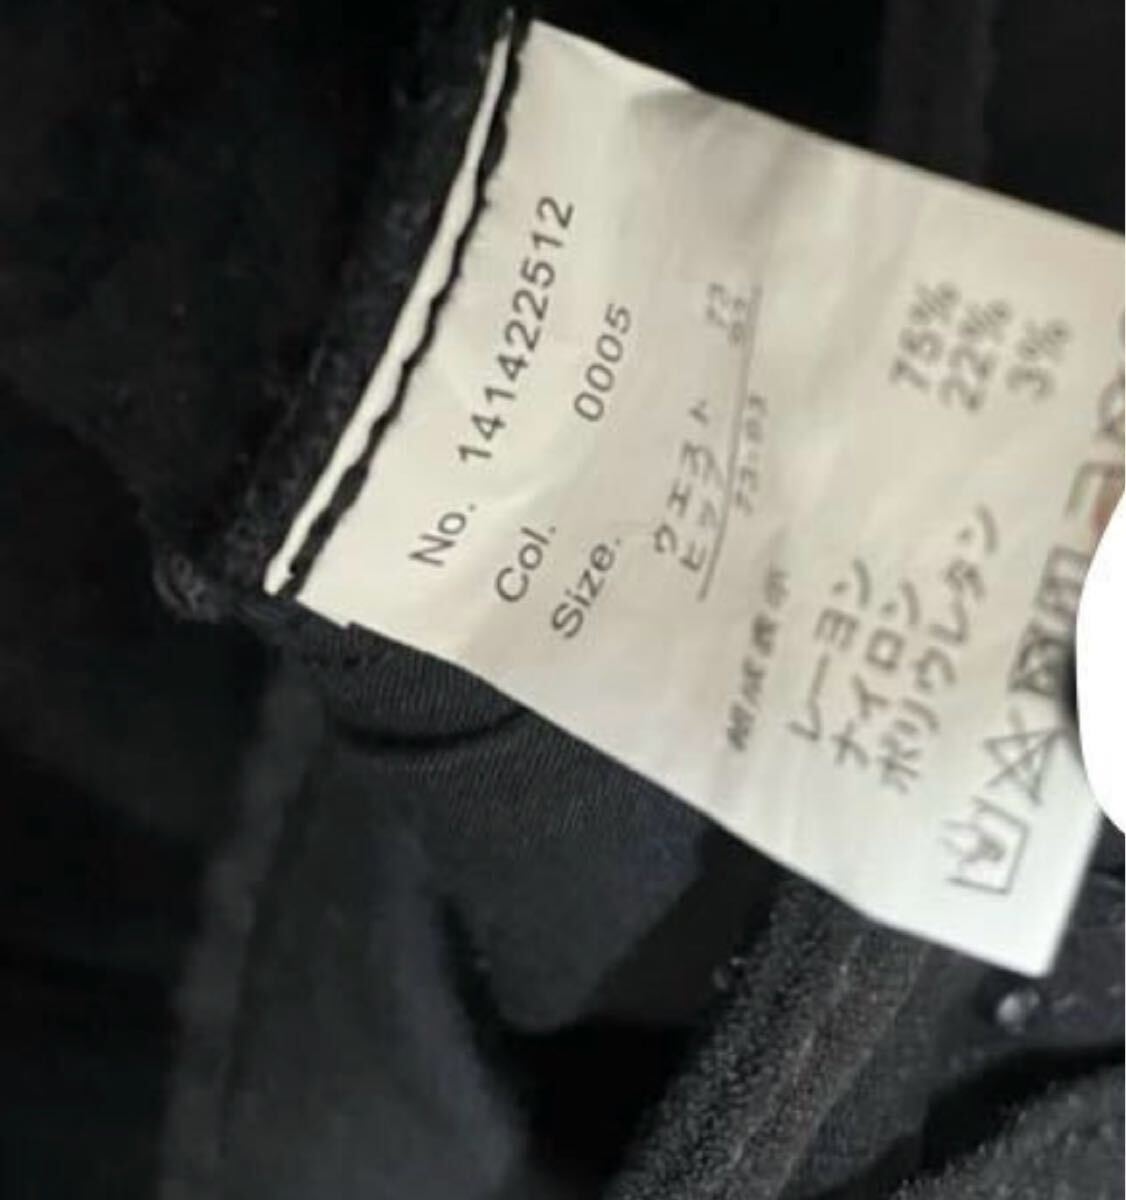 No. 141422512
Col. 0005
Size.
ウエスト
ヒップ
組成表示
レーヨン 75%
ナイロン 22%
ポリウレタン 3%